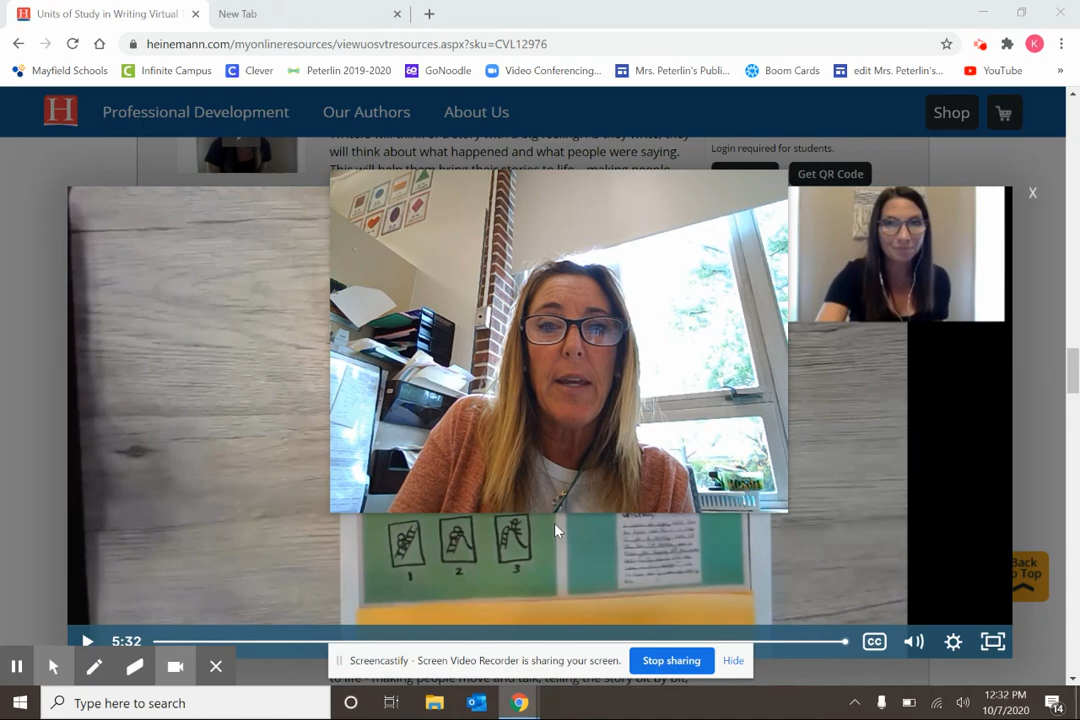 Units of Study in Writing Virtual T
New Tab
heinemann.com/myonlineresources/viewuosvtresources.aspx?sku=CVL12976
K
Mayfield Schools
Infinite Campus
Clever
Peterlin 2019-2020
GoNoodle
Video Conferencing...
Mrs. Peterlin's Publi...
Boom Cards
edit Mrs. Peterlin's...
YouTube
»
H
Professional Development
Our Authors
About Us
Shop
will think about what happened and what people were saying.
This will help them bring their stories to life - making people
Login required for students.
Get QR Code
X
1
2
3
Back
to Top
5:32
CC
Screencastify - Screen Video Recorder is sharing your screen.
Stop sharing
Hide
to life - making people move and talk, telling the story bit by bit,
Type here to search
12:32 PM
10/7/2020
14